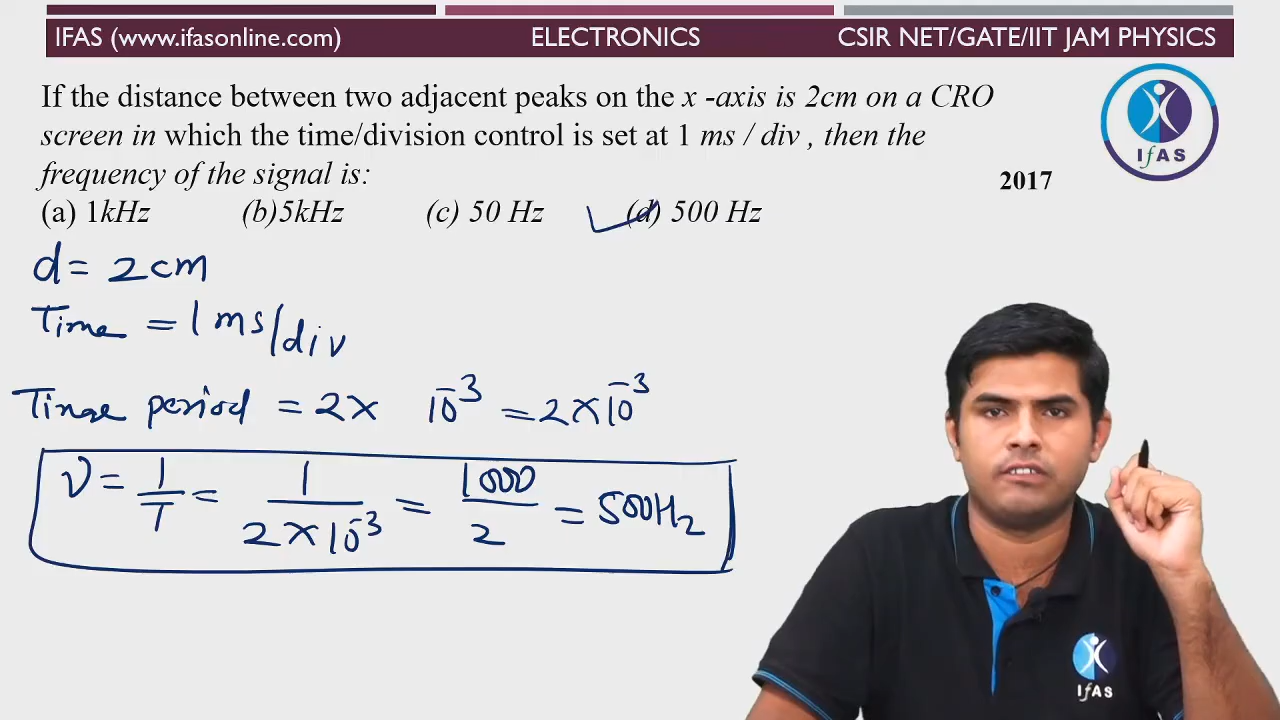 IFAS (www.ifasonline.com) ELECTRONICS CSIR NET/GATE/IIT JAM PHYSICS
If the distance between two adjacent peaks on the x -axis is 2cm on a CRO
screen in which the time/division control is set at 1 ms / div , then the
frequency of the signal is:
2017
(a) 1kHz (b)5kHz (c) 50 Hz (d) 500 Hz
IfAS
d = 2 cm
Time = 1 ms/div
Time period = 2 x 10⁻³ = 2 x 10⁻³
ν = 1/T = 1/(2 x 10⁻³) = 1000/2 = 500Hz
IfAS